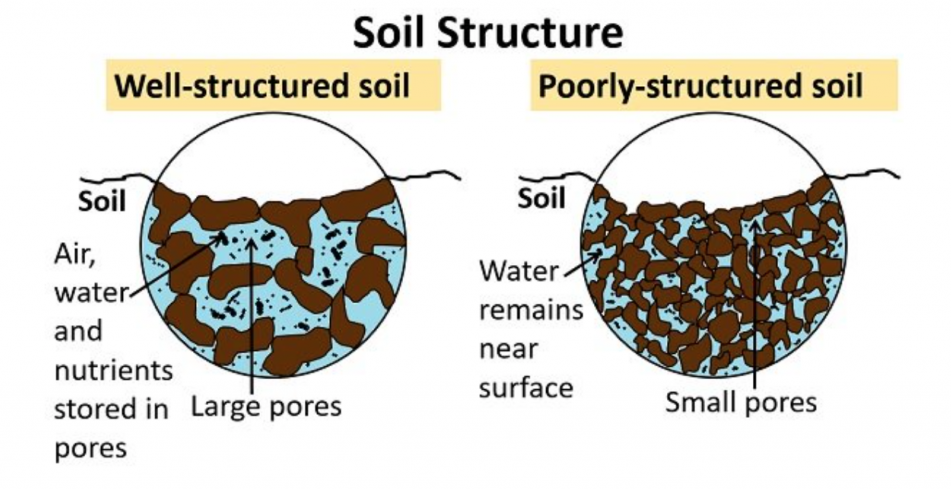 Soil Structure
Well-structured soil
Poorly-structured soil
Soil
Air,
water
and
nutrients
stored in
pores
Large pores
Soil
Water
remains
near
surface
Small pores